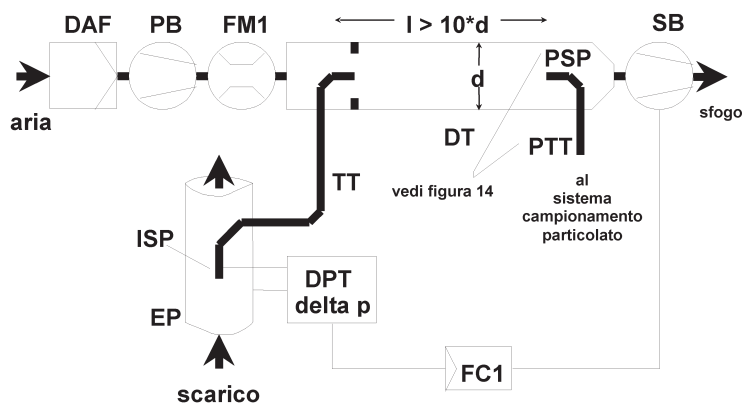 DAF
PB
FM1
l > 10*d
SB
aria
d
PSP
sfogo
DT
PTT
TT
vedi figura 14
al
sistema
campionamento
particolato
ISP
DPT
delta p
EP
FC1
scarico